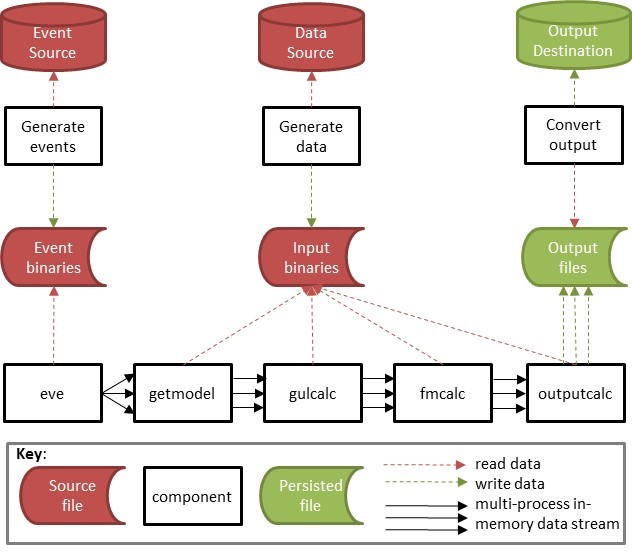 Event
Source
Data
Source
Output
Destination
Generate
events
Generate
data
Convert
output
Event
binaries
Input
binaries
Output
files
eve
getmodel
gulcalc
fmcalc
outputcalc
Key:
Source
file
component
Persisted
file
read data
write data
multi-process in-
memory data stream